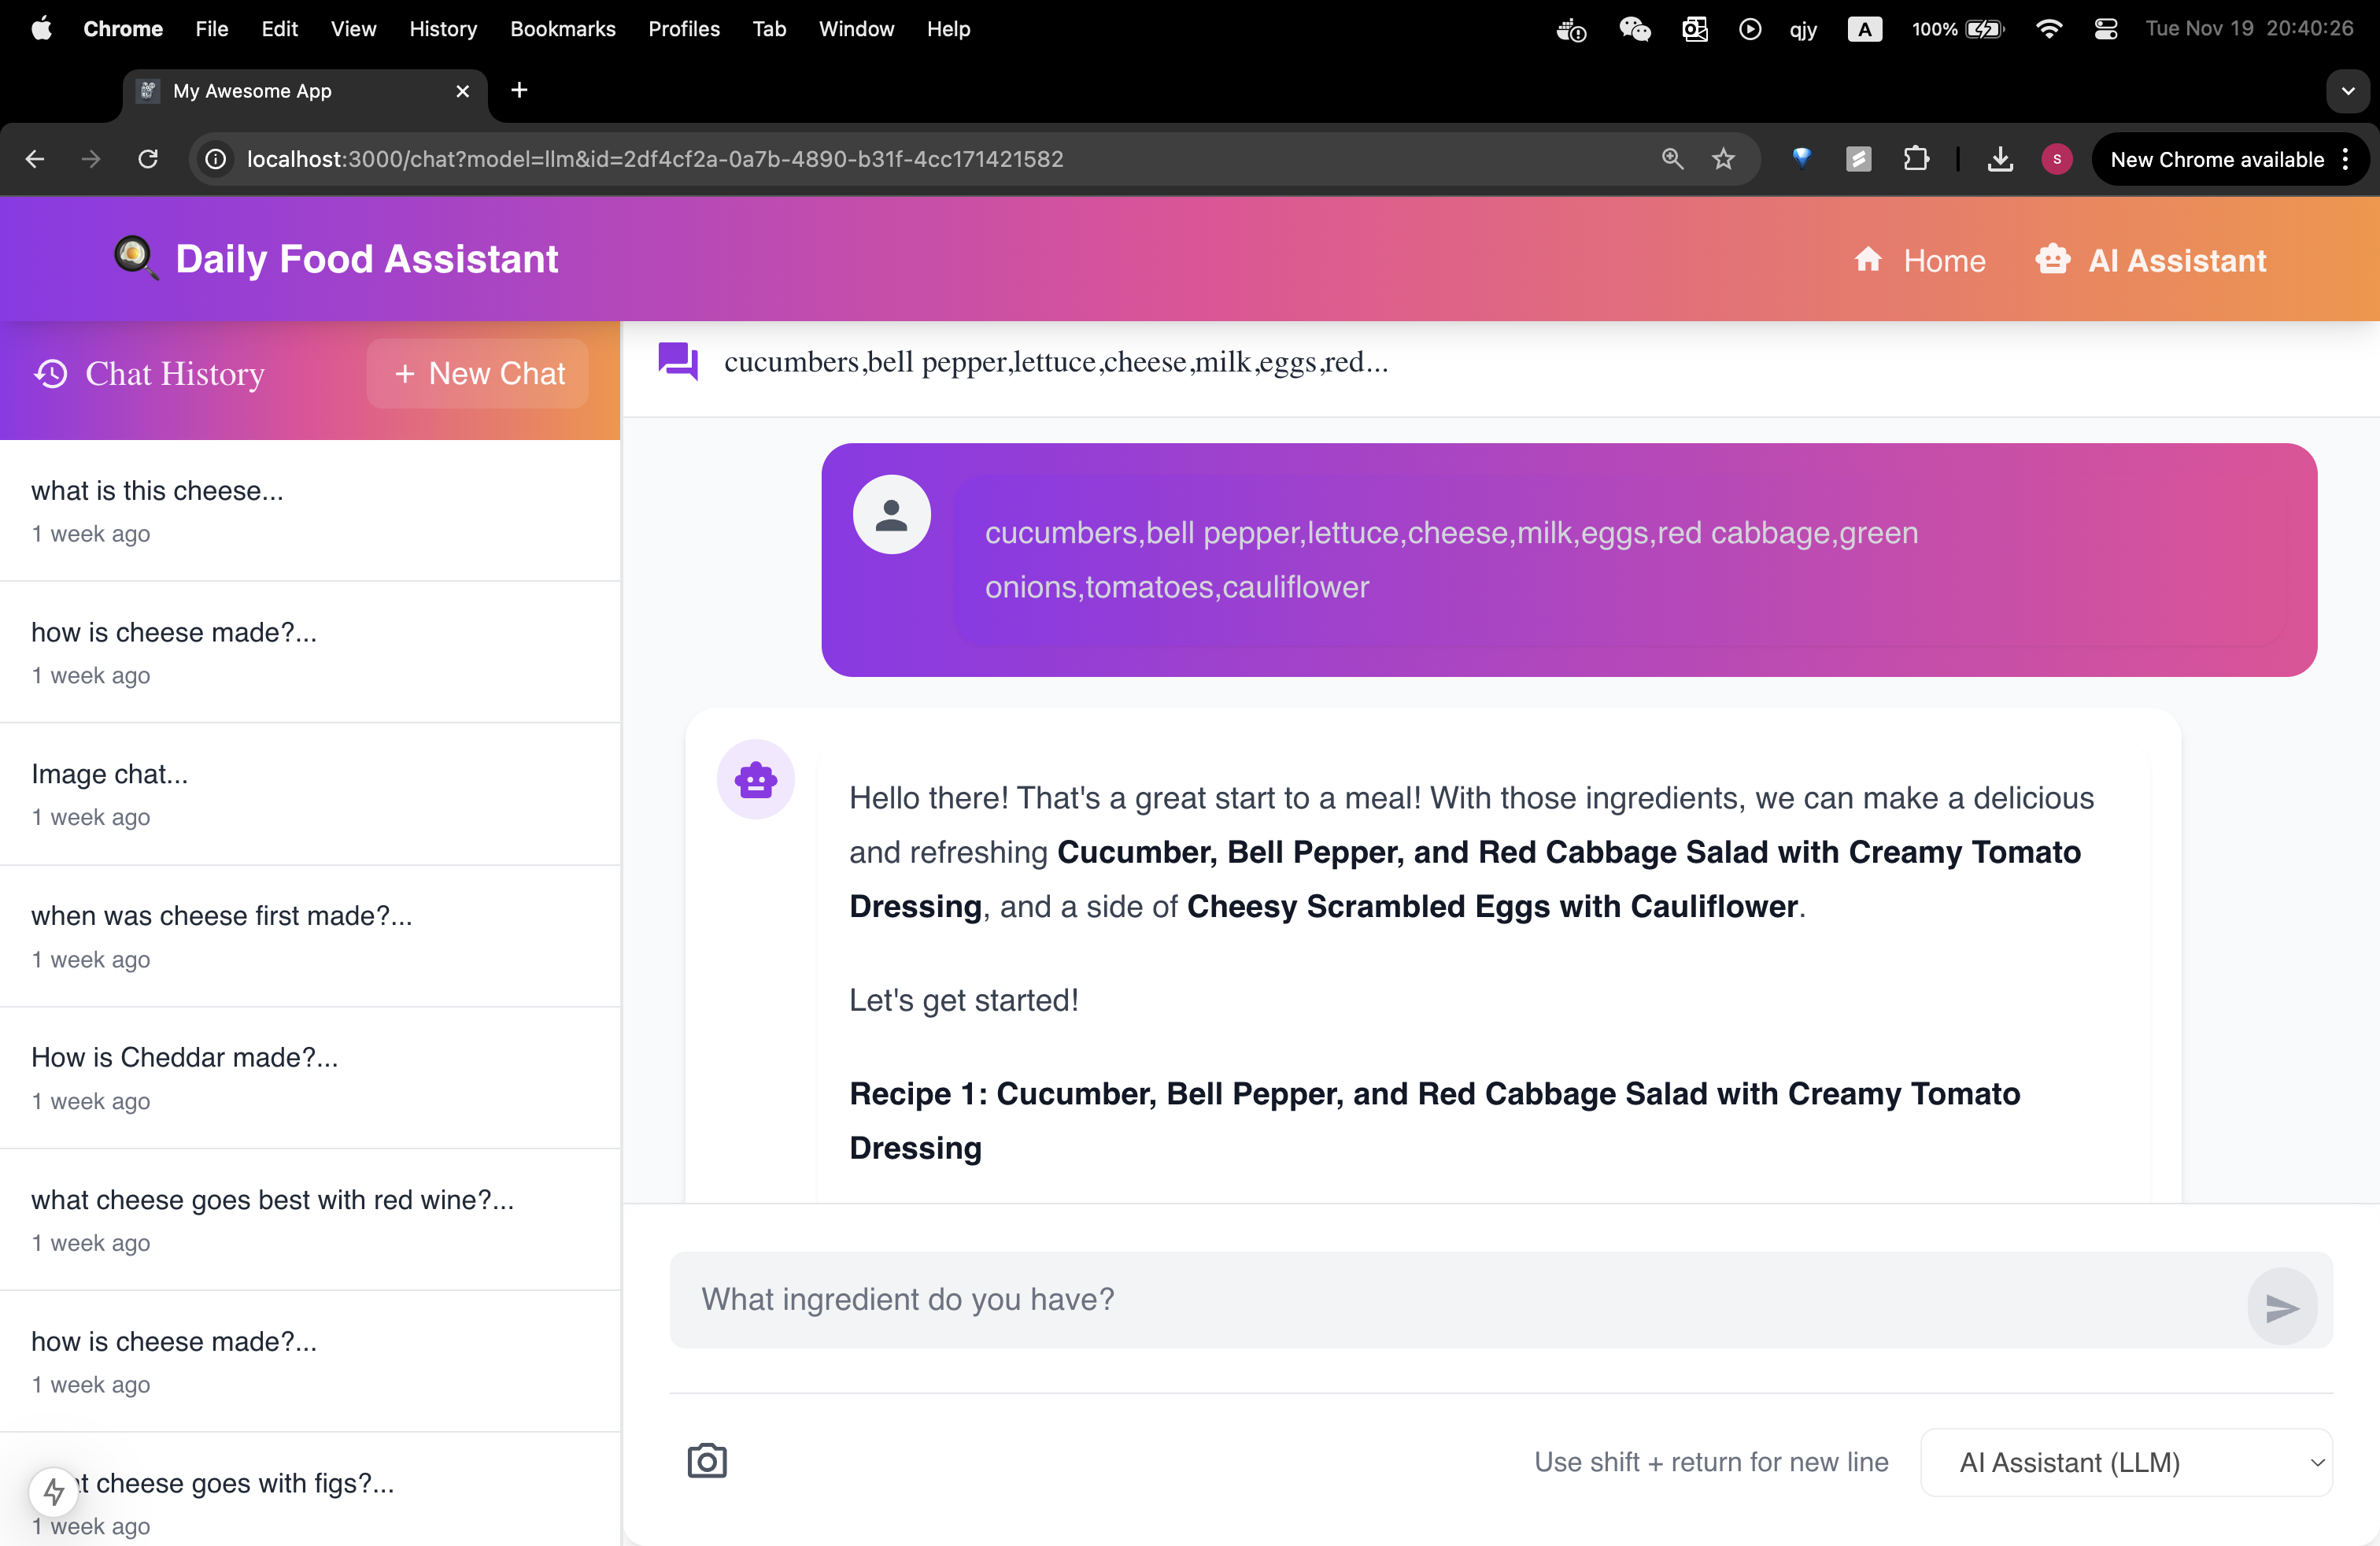 Chrome File Edit View History Bookmarks Profiles Tab Window Help qjy A 100% Tue Nov 19 20:40:26
My Awesome App
localhost:3000/chat?model=llm&id=2df4cf2a-0a7b-4890-b31f-4cc171421582 S New Chrome available
Daily Food Assistant Home AI Assistant
Chat History + New Chat
what is this cheese...
1 week ago
how is cheese made?...
1 week ago
Image chat...
1 week ago
when was cheese first made?...
1 week ago
How is Cheddar made?...
1 week ago
what cheese goes best with red wine?...
1 week ago
how is cheese made?...
1 week ago
at cheese goes with figs?...
1 week ago
cucumbers,bell pepper,lettuce,cheese,milk,eggs,red...
cucumbers,bell pepper,lettuce,cheese,milk,eggs,red cabbage,green
onions,tomatoes,cauliflower
Hello there! That's a great start to a meal! With those ingredients, we can make a delicious
and refreshing Cucumber, Bell Pepper, and Red Cabbage Salad with Creamy Tomato
Dressing, and a side of Cheesy Scrambled Eggs with Cauliflower.
Let's get started!
Recipe 1: Cucumber, Bell Pepper, and Red Cabbage Salad with Creamy Tomato
Dressing
What ingredient do you have?
Use shift + return for new line
AI Assistant (LLM)